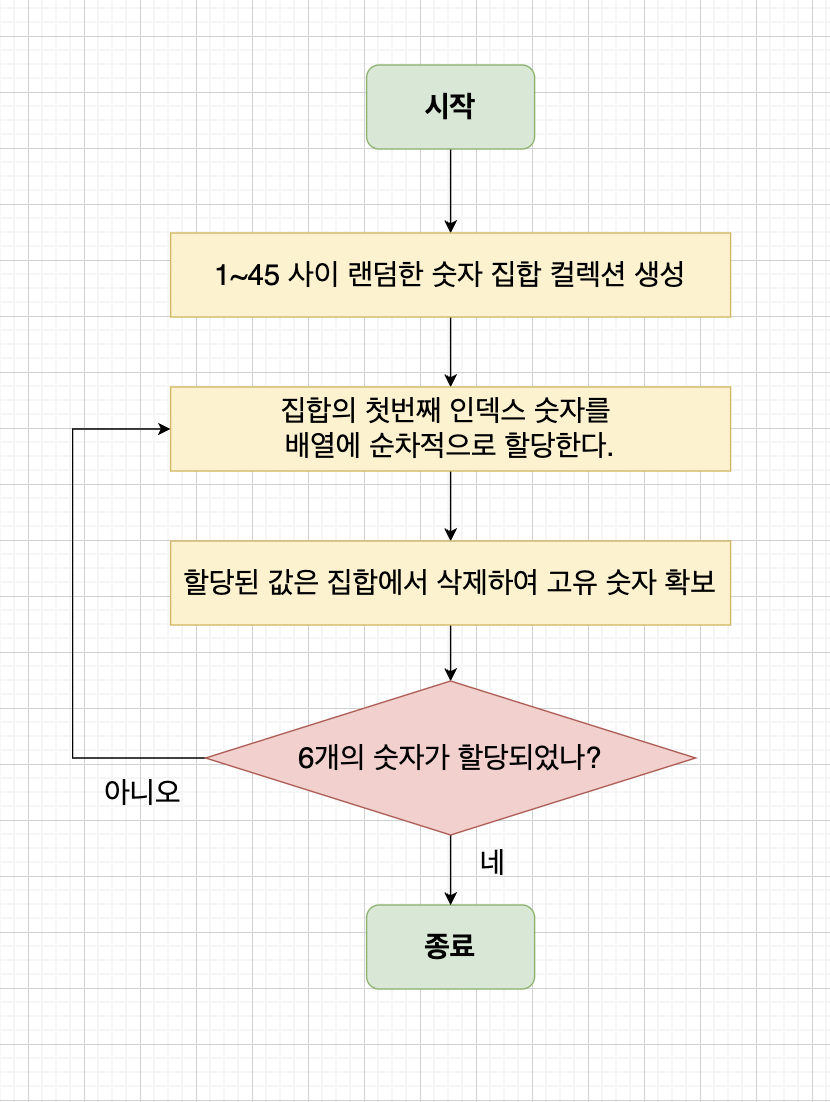 시작
1~45 사이 랜덤한 숫자 집합 컬렉션 생성
집합의 첫번째 인덱스 숫자를
배열에 순차적으로 할당한다.
할당된 값은 집합에서 삭제하여 고유 숫자 확보
6개의 숫자가 할당되었나?
아니오
네
종료